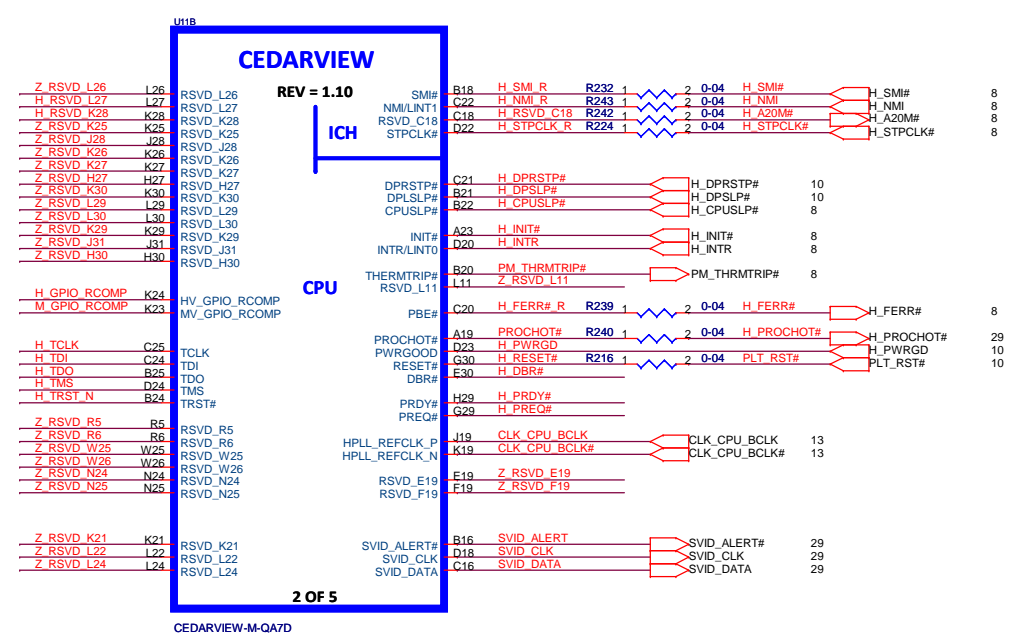 U11B
CEDARVIEW
REV = 1.10
ICH
CPU
2 OF 5
CEDARVIEW-M-QA7D
Z_RSVD_L26 L26 RSVD_L26
H_RSVD_L27 L27 RSVD_L27
H_RSVD_K28 K28 RSVD_K28
Z_RSVD_K25 K25 RSVD_K25
Z_RSVD_J28 J28 RSVD_J28
Z_RSVD_K26 K26 RSVD_K26
Z_RSVD_K27 K27 RSVD_K27
Z_RSVD_H27 H27 RSVD_H27
Z_RSVD_K30 K30 RSVD_K30
Z_RSVD_L29 L29 RSVD_L29
Z_RSVD_L30 L30 RSVD_L30
Z_RSVD_K29 K29 RSVD_K29
Z_RSVD_J31 J31 RSVD_J31
Z_RSVD_H30 H30 RSVD_H30
H_GPIO_RCOMP K24 HV_GPIO_RCOMP
M_GPIO_RCOMP K23 MV_GPIO_RCOMP
H_TCLK C25 TCLK
H_TDI C24 TDI
H_TDO B25 TDO
H_TMS D24 TMS
H_TRST_N B24 TRST#
Z_RSVD_R5 R5 RSVD_R5
Z_RSVD_R6 R6 RSVD_R6
Z_RSVD_W25 W25 RSVD_W25
Z_RSVD_W26 W26 RSVD_W26
Z_RSVD_N24 N24 RSVD_N24
Z_RSVD_N25 N25 RSVD_N25
Z_RSVD_K21 K21 RSVD_K21
Z_RSVD_L22 L22 RSVD_L22
Z_RSVD_L24 L24 RSVD_L24
SMI# B18 H_SMI_R R232 1 2 0-04 H_SMI# H_SMI# 8
NMI/LINT1 C22 H_NMI_R R243 1 2 0-04 H_NMI H_NMI 8
RSVD_C18 C18 H_RSVD_C18 R242 1 2 0-04 H_A20M# H_A20M# 8
STPCLK# D22 H_STPCLK_R R224 1 2 0-04 H_STPCLK# H_STPCLK# 8
DPRSTP# C21 H_DPRSTP# H_DPRSTP# 10
DPLSLP# B21 H_DPSLP# H_DPSLP# 10
CPUSLP# B22 H_CPUSLP# H_CPUSLP# 8
INIT# A23 H_INIT# H_INIT# 8
INTR/LINT0 D20 H_INTR H_INTR 8
THERMTRIP# B20 PM_THRMTRIP# PM_THRMTRIP# 8
RSVD_L11 L11 Z_RSVD_L11
PBE# C20 H_FERR#_R R239 1 2 0-04 H_FERR# H_FERR# 8
PROCHOT# A19 PROCHOT# R240 1 2 0-04 H_PROCHOT# H_PROCHOT# 29
PWRGOOD D23 H_PWRGD H_PWRGD 10
RESET# G30 H_RESET# R216 1 2 0-04 PLT_RST# PLT_RST# 10
DBR# E30 H_DBR#
PRDY# H29 H_PRDY#
PREQ# G29 H_PREQ#
HPLL_REFCLK_P J19 CLK_CPU_BCLK CLK_CPU_BCLK 13
HPLL_REFCLK_N K19 CLK_CPU_BCLK# CLK_CPU_BCLK# 13
RSVD_E19 E19 Z_RSVD_E19
RSVD_F19 F19 Z_RSVD_F19
SVID_ALERT# B16 SVID_ALERT SVID_ALERT# 29
SVID_CLK D18 SVID_CLK SVID_CLK 29
SVID_DATA C16 SVID_DATA SVID_DATA 29